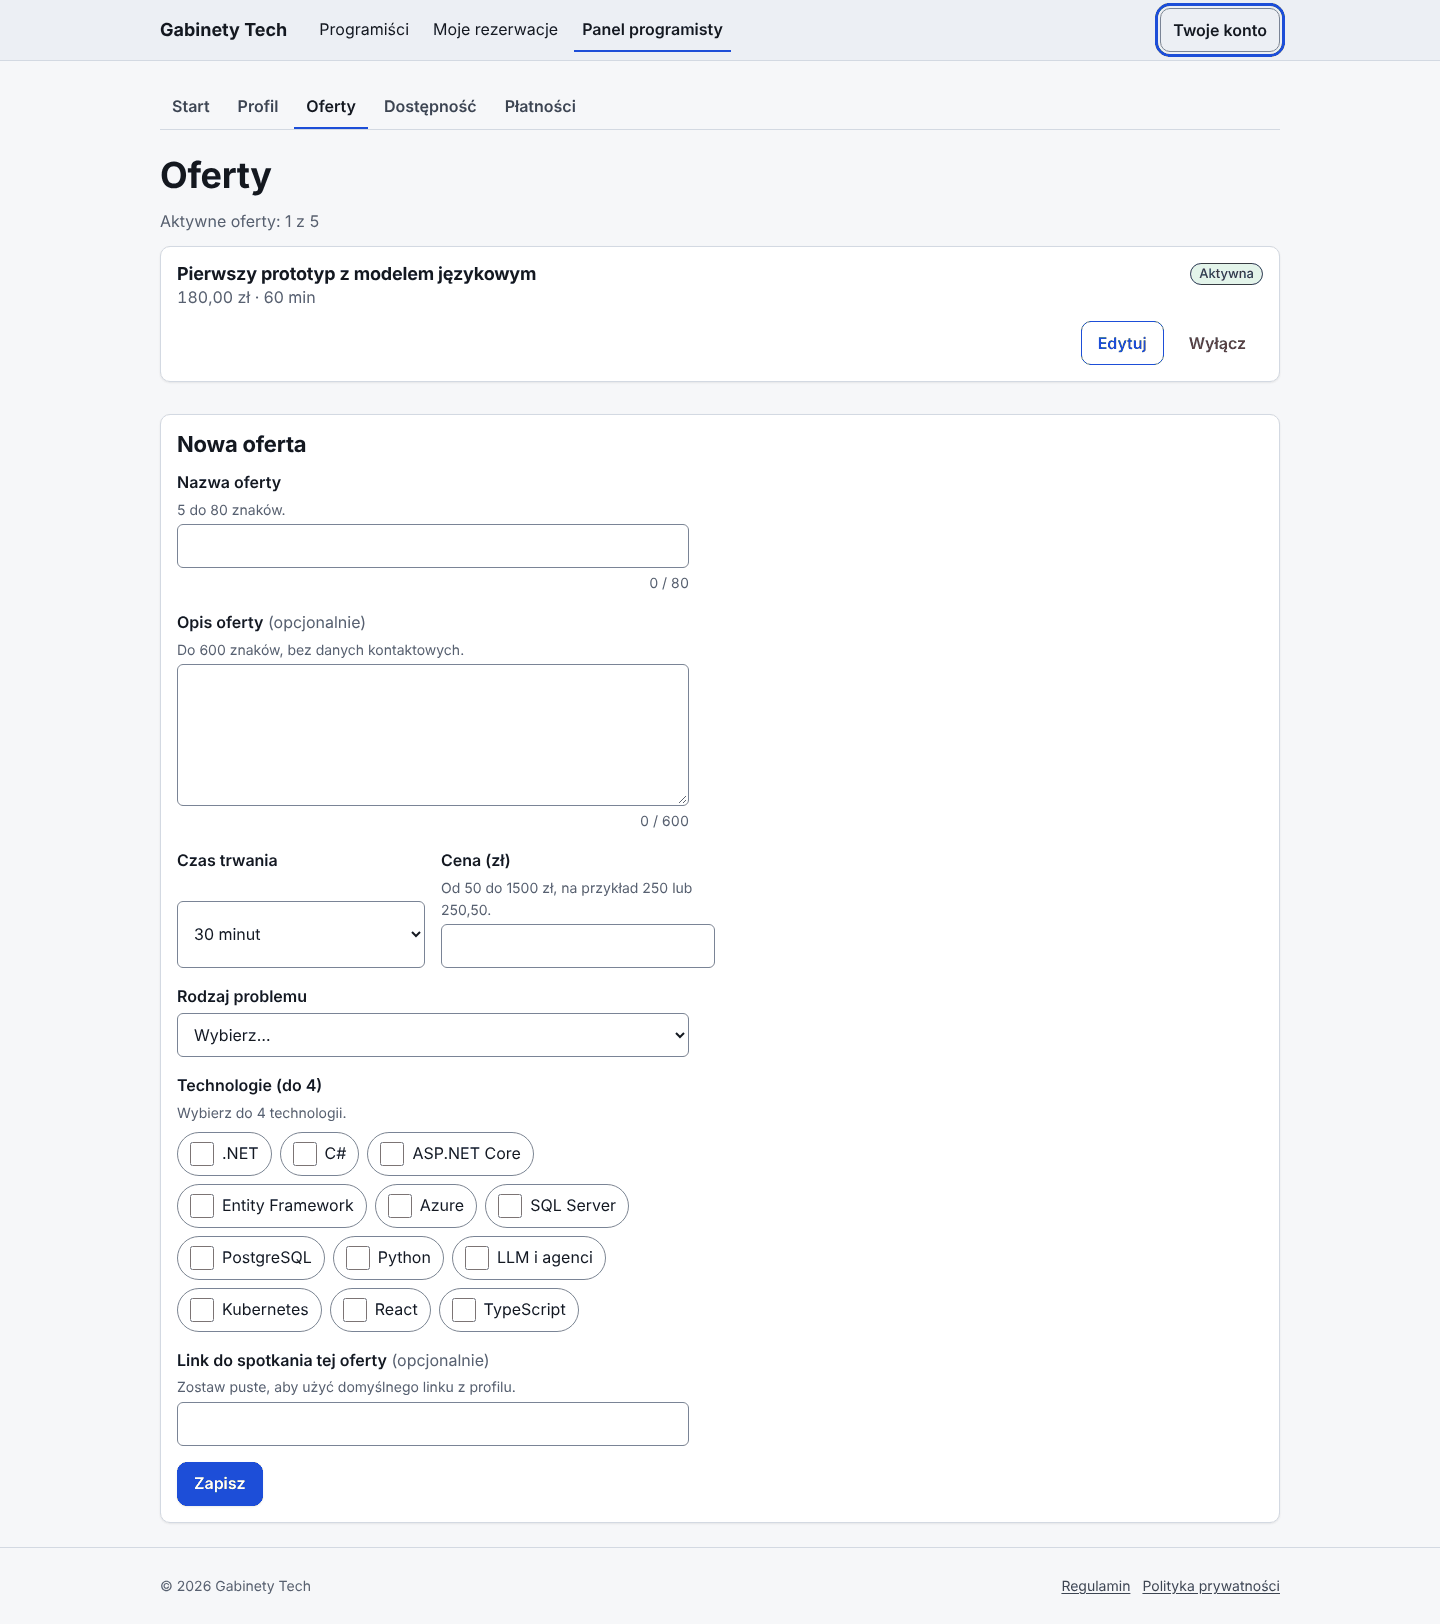 Gabinety Tech
Programiści
Moje rezerwacje
Panel programisty
Twoje konto
Start
Profil
Oferty
Dostępność
Płatności
Oferty
Aktywne oferty: 1 z 5
Pierwszy prototyp z modelem językowym
Aktywna
180,00 zł · 60 min
Edytuj
Wyłącz
Nowa oferta
Nazwa oferty
5 do 80 znaków.
0 / 80
Opis oferty (opcjonalnie)
Do 600 znaków, bez danych kontaktowych.
0 / 600
Czas trwania
30 minut
Cena (zł)
Od 50 do 1500 zł, na przykład 250 lub
250,50.
Rodzaj problemu
Wybierz...
Technologie (do 4)
Wybierz do 4 technologii.
.NET
C#
ASP.NET Core
Entity Framework
Azure
SQL Server
PostgreSQL
Python
LLM i agenci
Kubernetes
React
TypeScript
Link do spotkania tej oferty (opcjonalnie)
Zostaw puste, aby użyć domyślnego linku z profilu.
Zapisz
© 2026 Gabinety Tech
Regulamin
Polityka prywatności